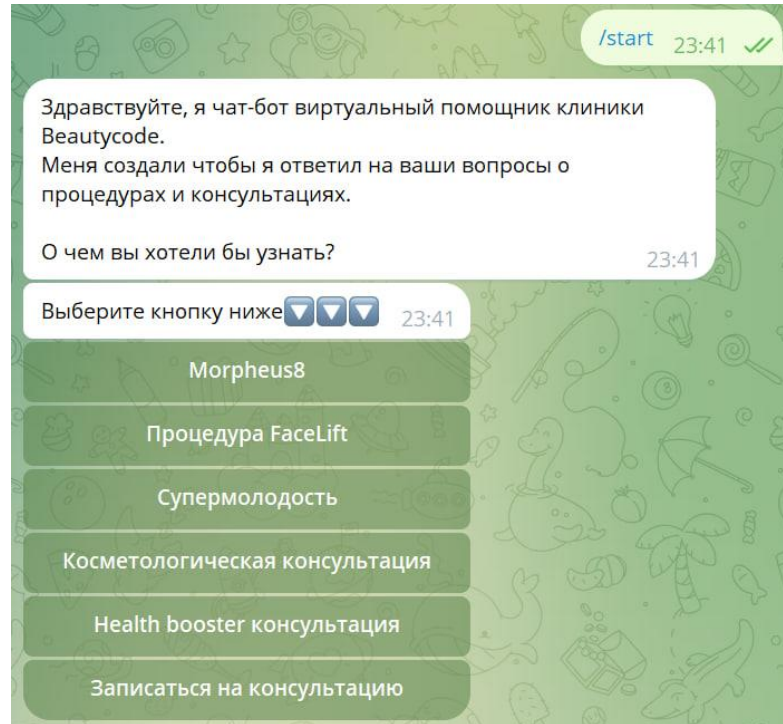 /start 23:41
Здравствуйте, я чат-бот виртуальный помощник клиники
Beautycode.
Меня создали чтобы я ответил на ваши вопросы о
процедурах и консультациях.
О чем вы хотели бы узнать?
23:41
Выберите кнопку ниже🔽🔽🔽 23:41
Morpheus8
Процедура FaceLift
Супермолодость
Косметологическая консультация
Health booster консультация
Записаться на консультацию